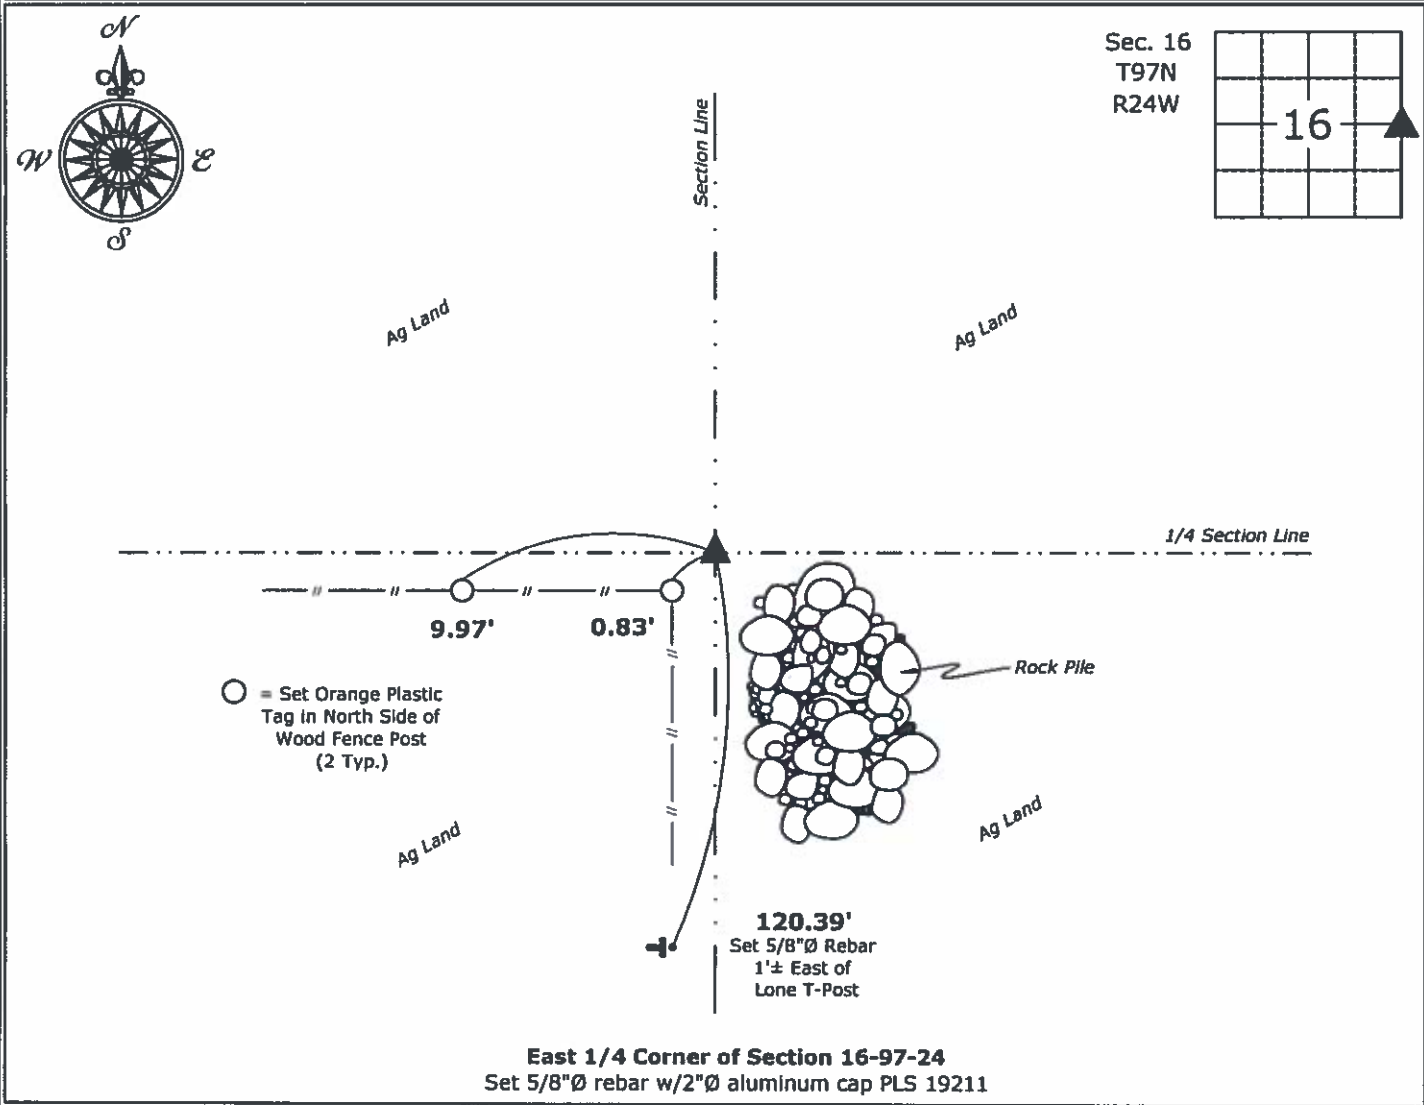 N
W
E
S
Sec. 16
T97N
R24W
16
Section Line
Ag Land
Ag Land
1/4 Section Line
9.97'
0.83'
Rock Pile
= Set Orange Plastic
Tag in North Side of
Wood Fence Post
(2 Typ.)
Ag Land
Ag Land
120.39'
Set 5/8"Ø Rebar
1'± East of
Lone T-Post
East 1/4 Corner of Section 16-97-24
Set 5/8"Ø rebar w/2"Ø aluminum cap PLS 19211